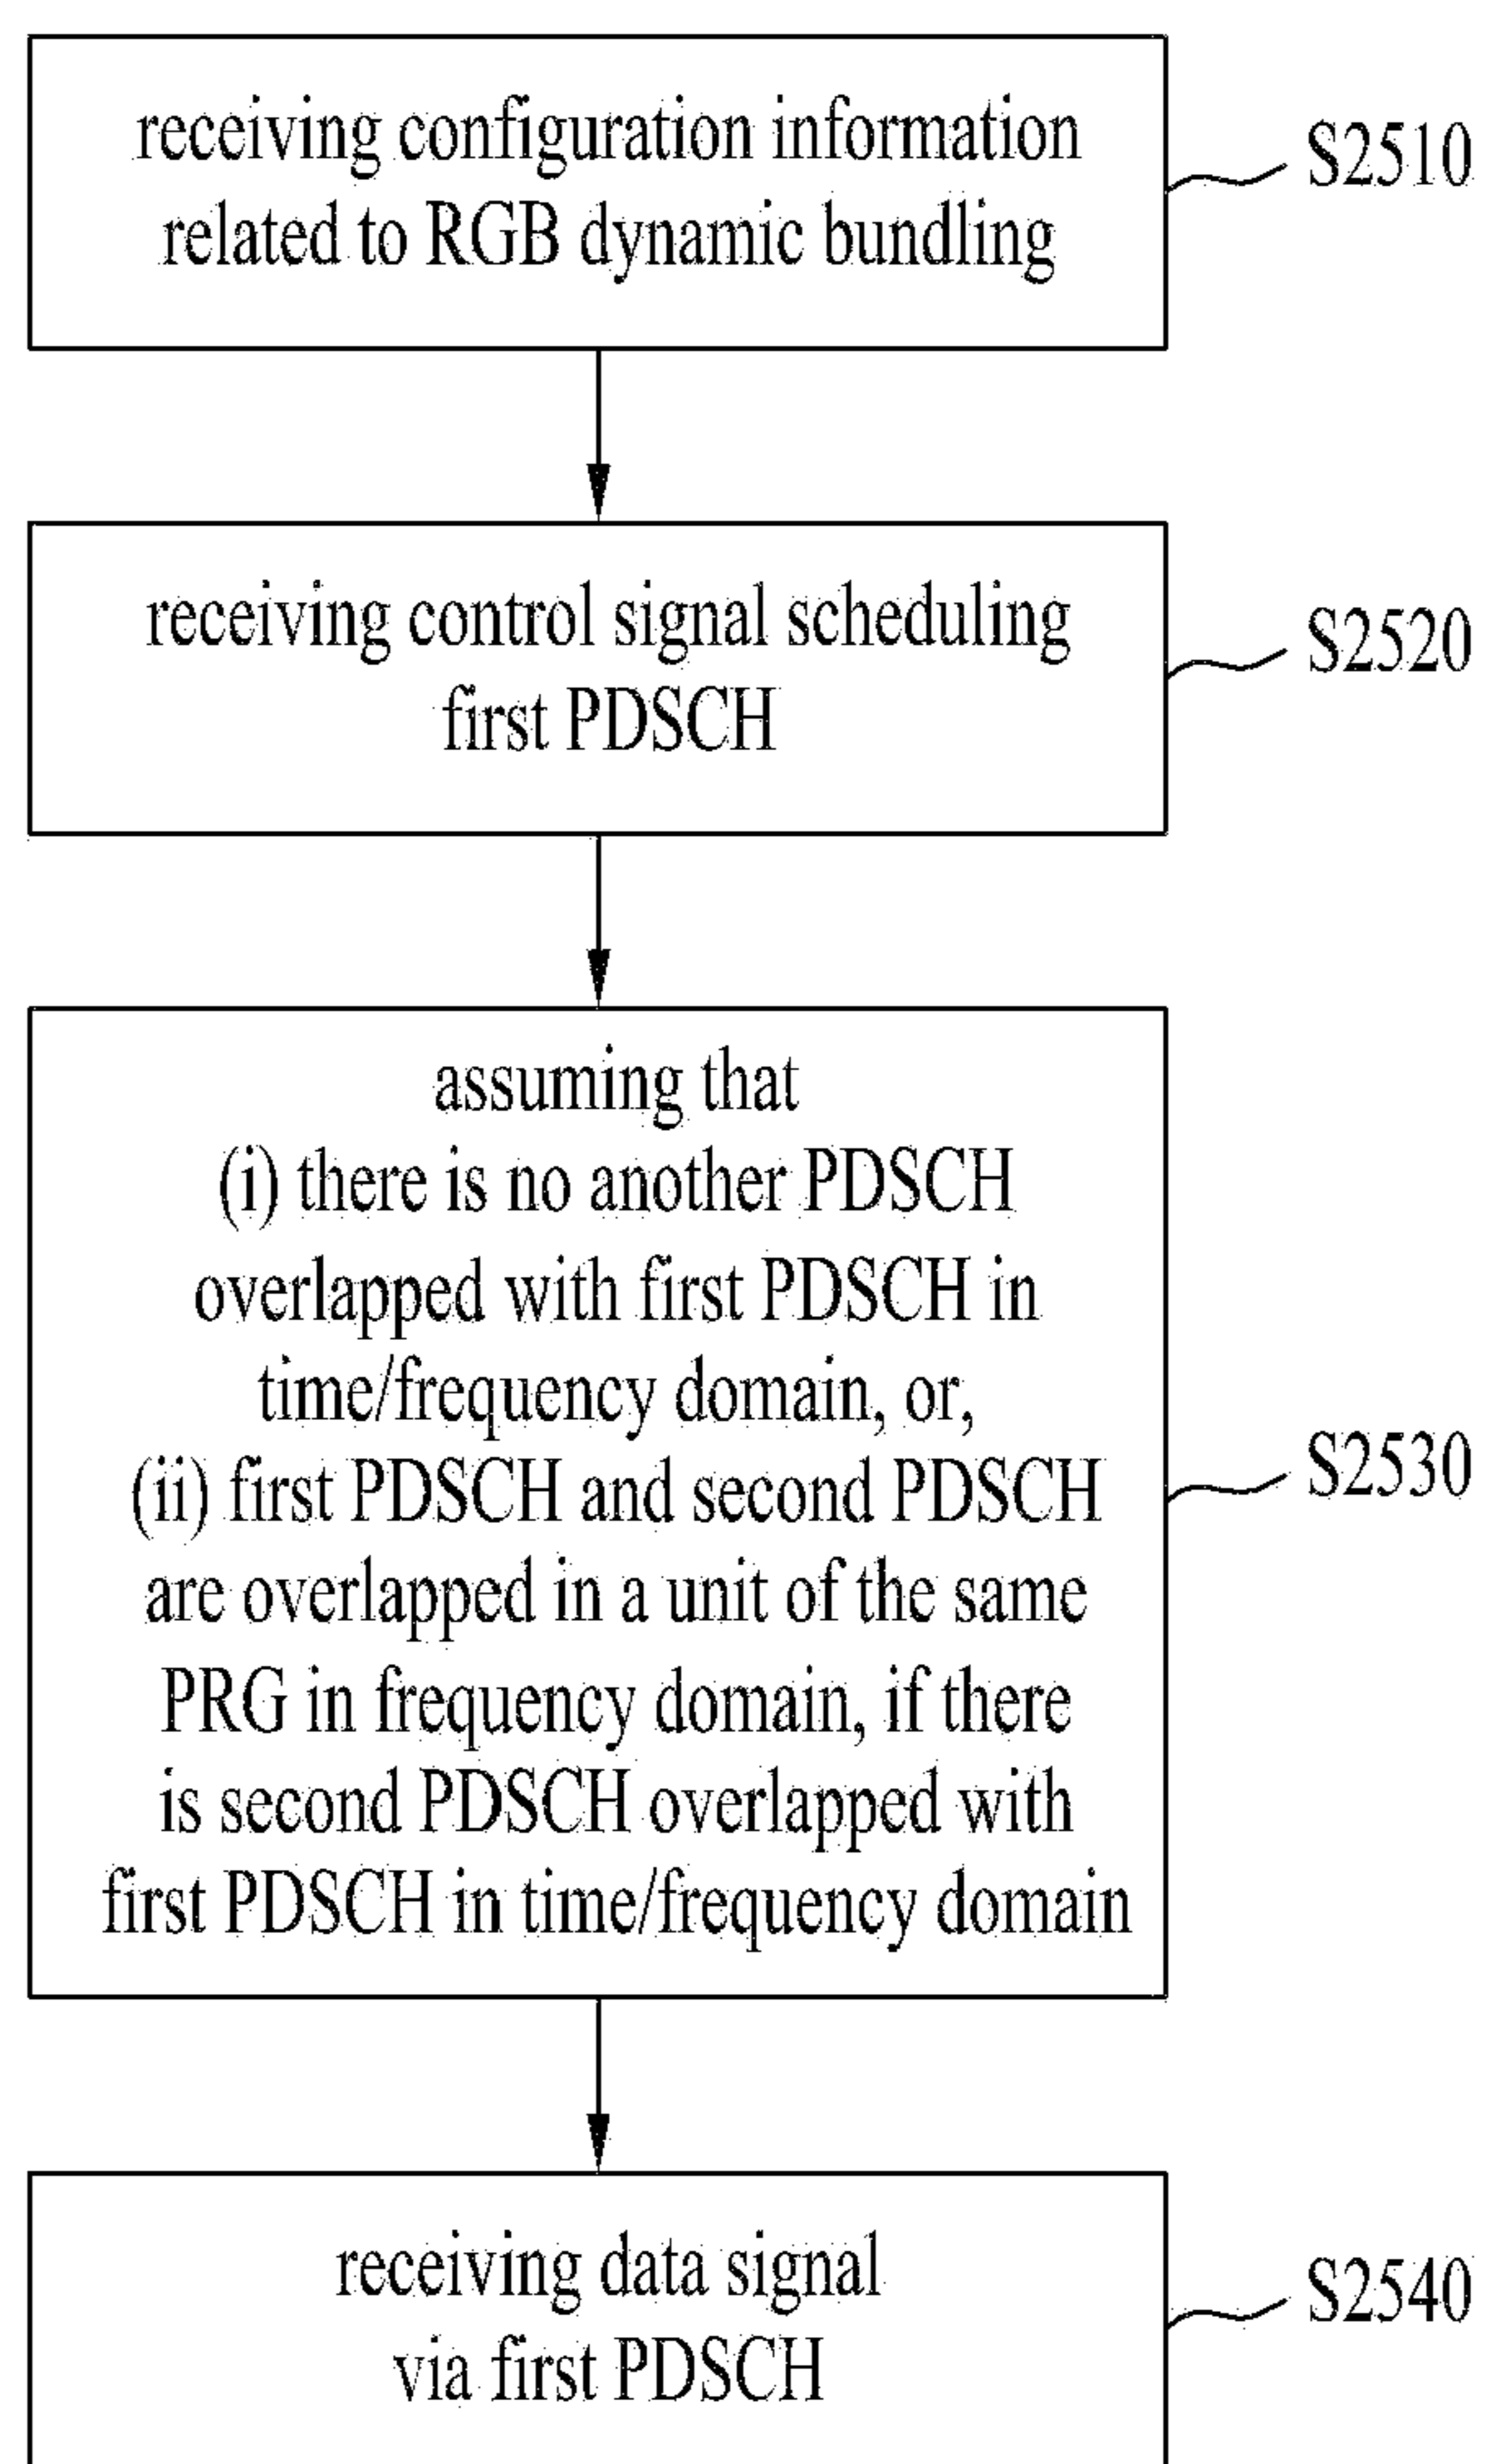 receiving configuration information
related to RGB dynamic bundling
S2510
receiving control signal scheduling
first PDSCH
S2520
assuming that
(i) there is no another PDSCH
overlapped with first PDSCH in
time/frequency domain, or,
(ii) first PDSCH and second PDSCH
are overlapped in a unit of the same
PRG in frequency domain, if there
is second PDSCH overlapped with
first PDSCH in time/frequency domain
S2530
receiving data signal
via first PDSCH
S2540